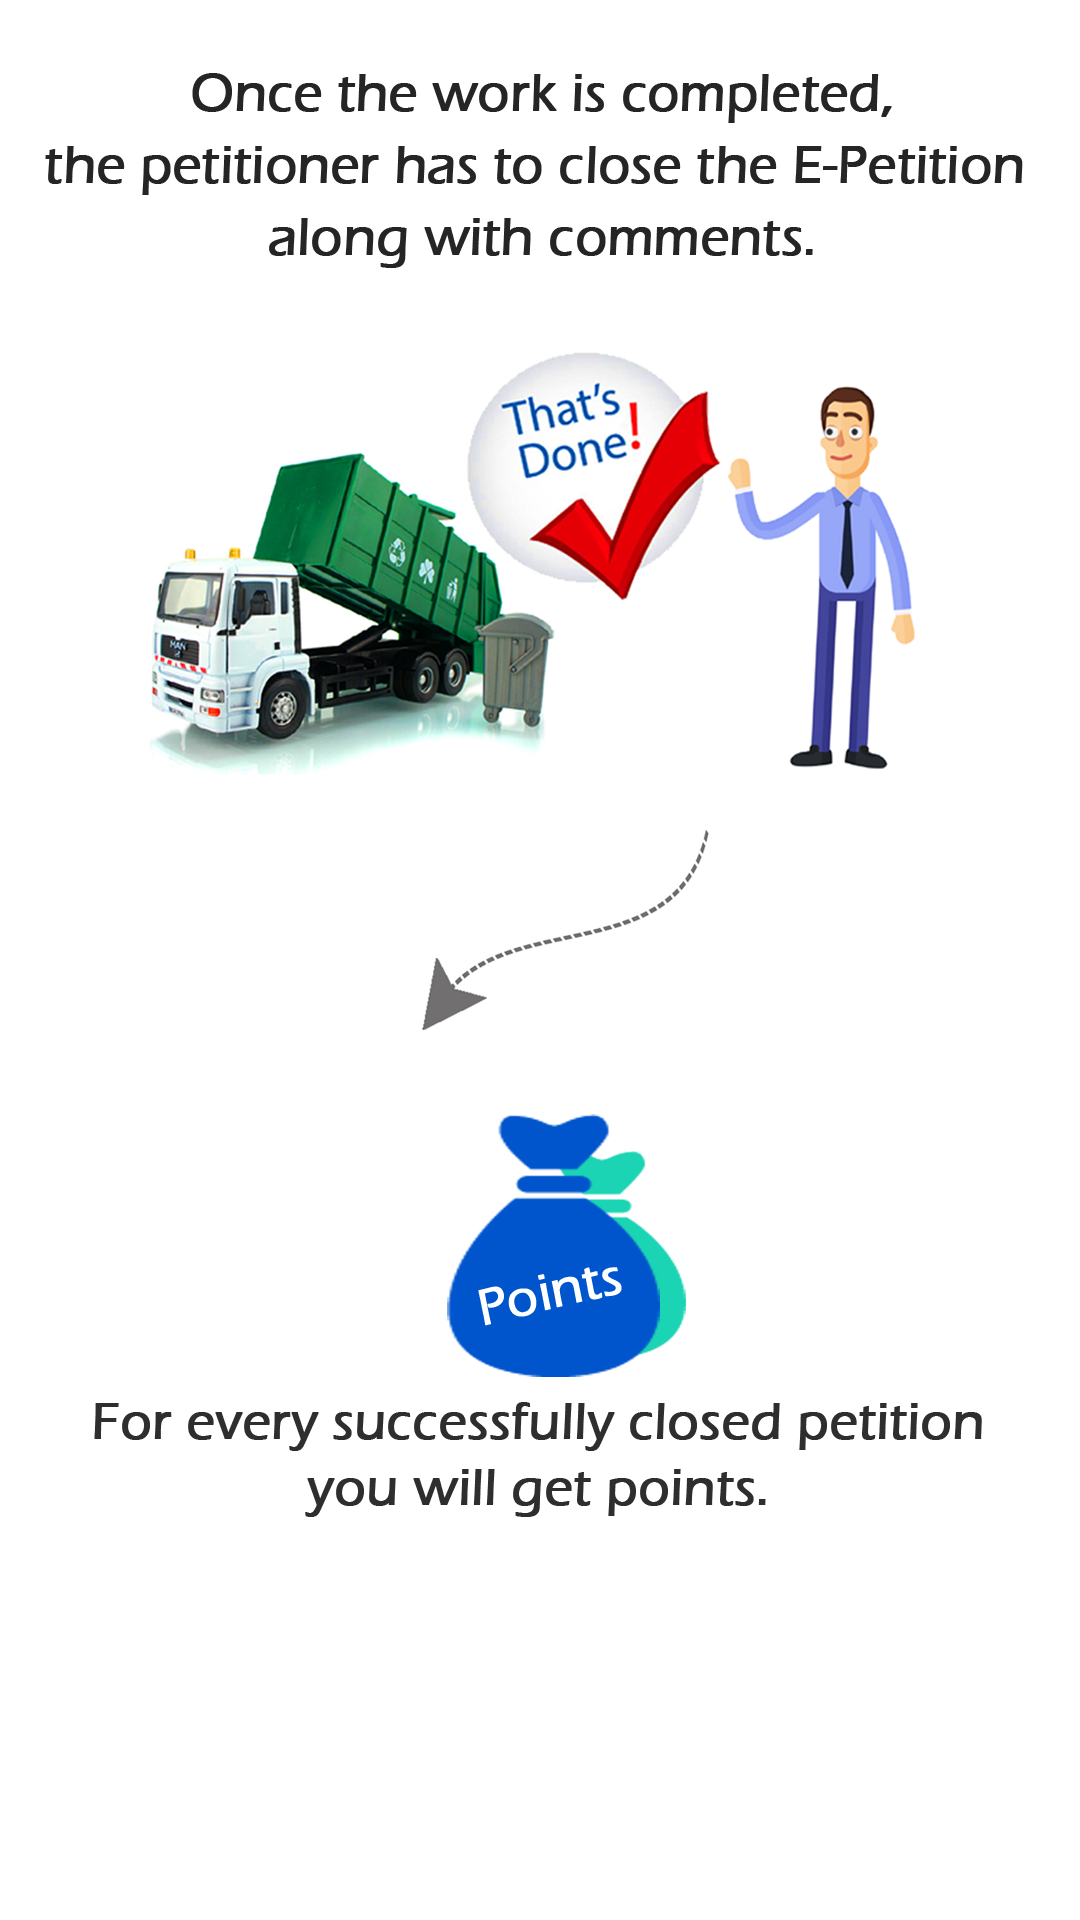 Once the work is completed,
the petitioner has to close the E-Petition
along with comments.
That's
Done!
MAN
Points
For every successfully closed petition
you will get points.